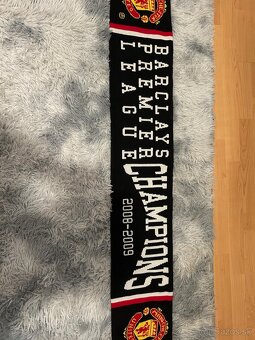 BARCLAYS
PREMIER
LEAGUE
CHAMPIONS
2008-2009